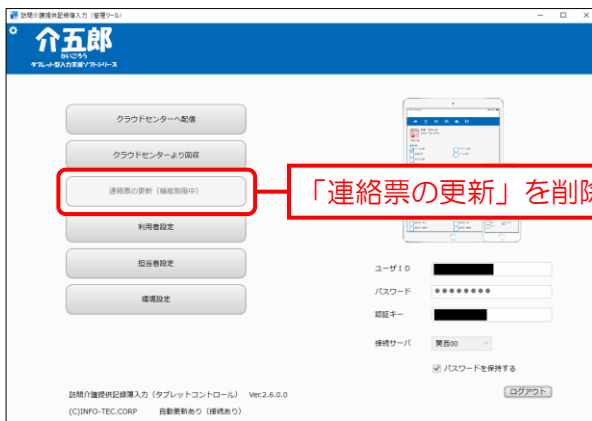 訪問介護提供記録簿入力（管理ツール）
介五郎
かいごろう
タブレット型入力支援ソフトシリーズ
クラウドセンターへ配信
クラウドセンターより回収
連絡票の更新（機能制限中）
「連絡票の更新」を削除
利用者設定
担当者設定
環境設定
ユーザID
パスワード
認証キー
接続サーバ 関西00
パスワードを保持する
ログアウト
訪問介護提供記録簿入力（タブレットコントロール） Ver.2.6.0.0
(C)INFO-TEC.CORP 自動更新あり（接続あり）